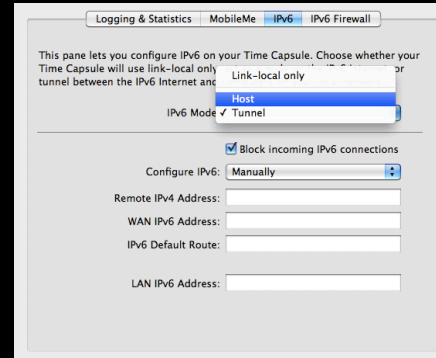 Logging & Statistics MobileMe IPv6 IPv6 Firewall
This pane lets you configure IPv6 on your Time Capsule. Choose whether your
Time Capsule will use link-local only
tunnel between the IPv6 Internet and
Link-local only
Host
IPv6 Mode ✓ Tunnel
Block incoming IPv6 connections
Configure IPv6: Manually
Remote IPv4 Address:
WAN IPv6 Address:
IPv6 Default Route:
LAN IPv6 Address: